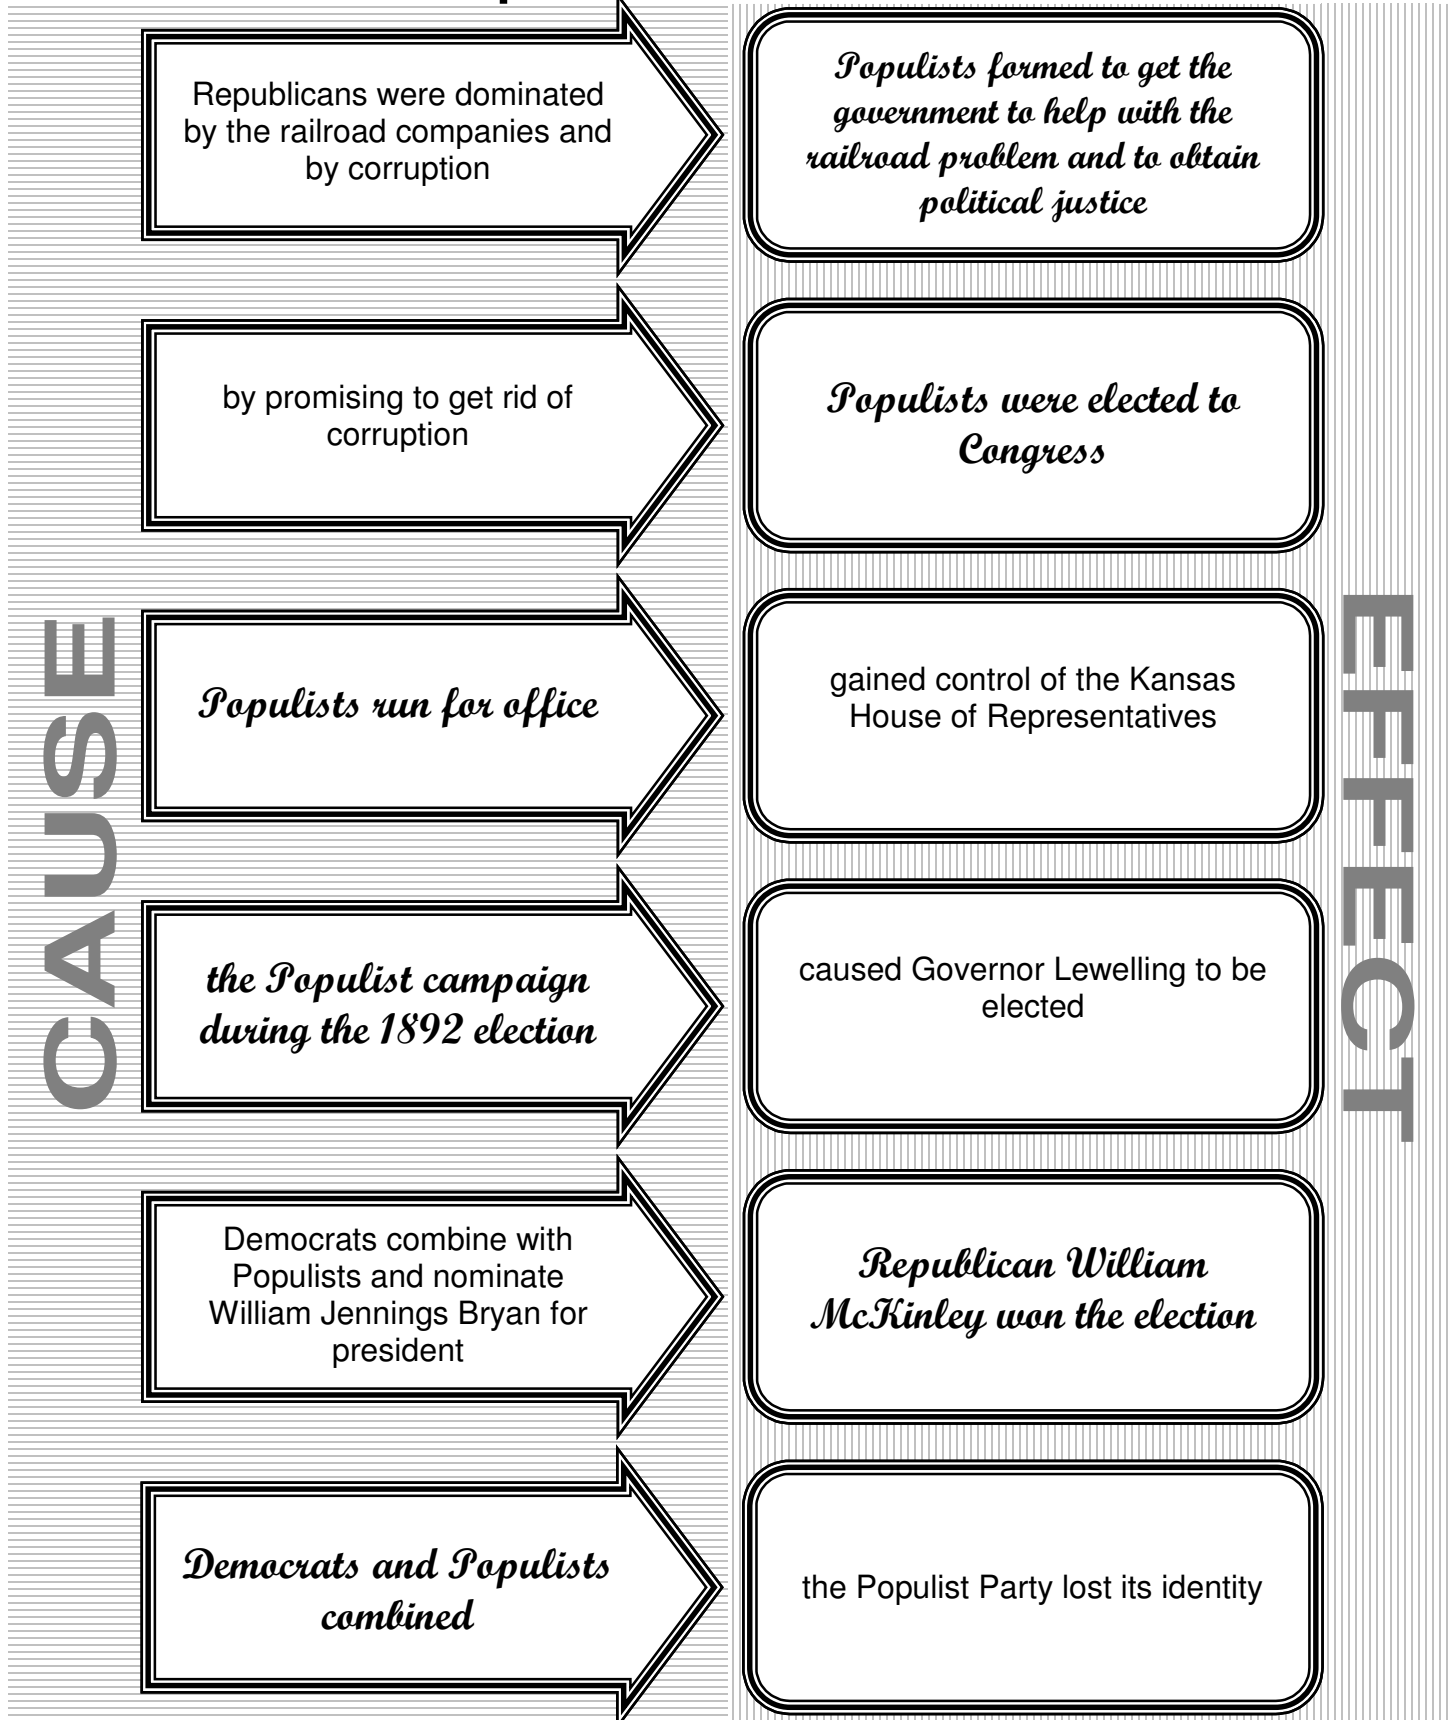 Republicans were dominated
by the railroad companies and
by corruption
Populists formed to get the
government to help with the
railroad problem and to obtain
political justice
by promising to get rid of
corruption
Populists were elected to
Congress
Populists run for office
gained control of the Kansas
House of Representatives
CAUSE
EFFECT
the Populist campaign
during the 1892 election
caused Governor Lewelling to be
elected
Democrats combine with
Populists and nominate
William Jennings Bryan for
president
Republican William
McKinley won the election
Democrats and Populists
combined
the Populist Party lost its identity